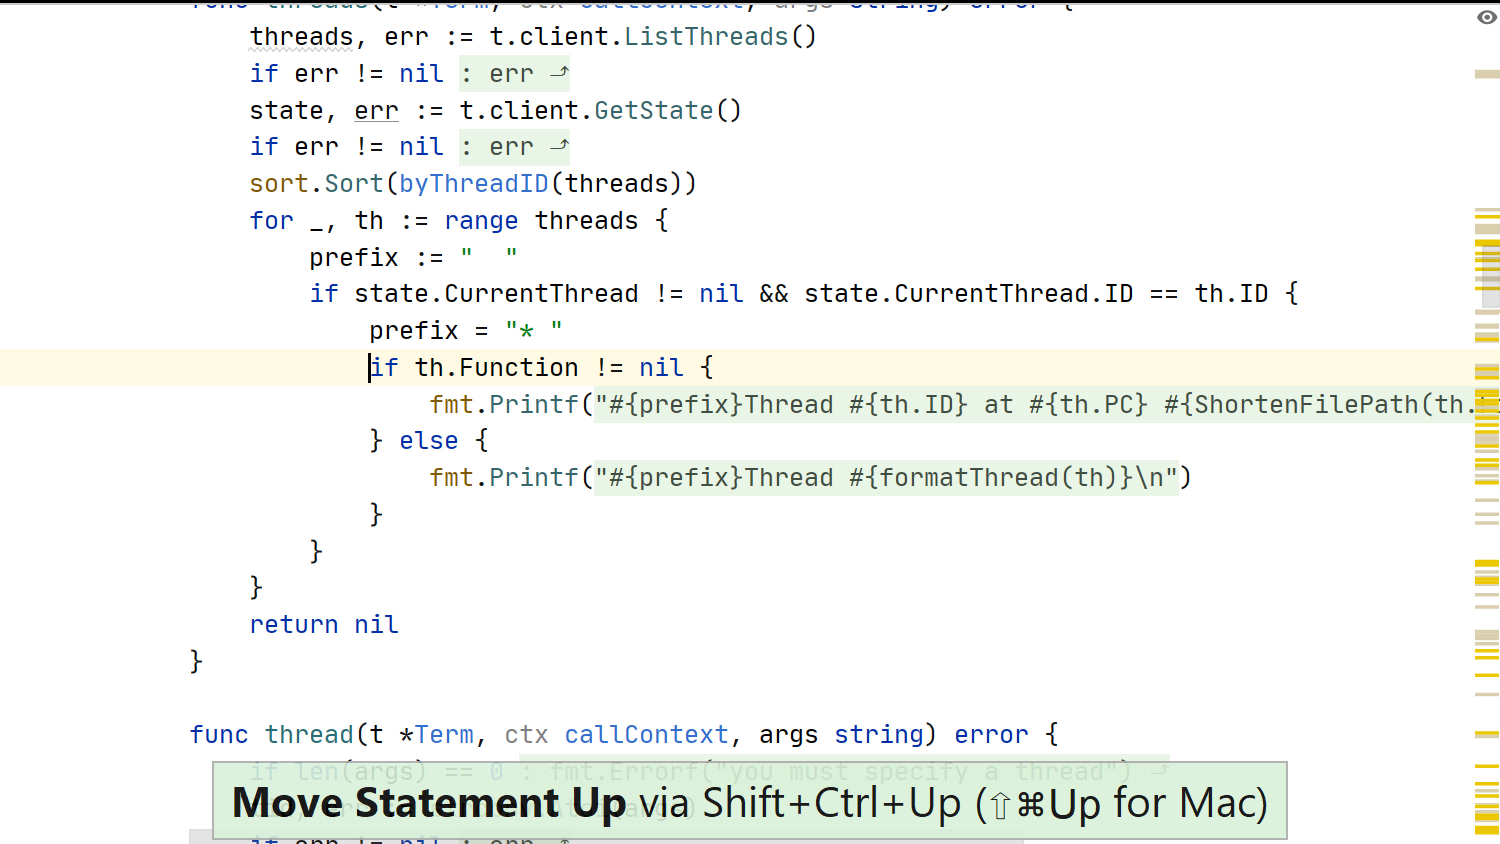 func threads(t *Term, ctx callContext, args string) error {
threads, err := t.client.ListThreads()
if err != nil : err ⤴
state, err := t.client.GetState()
if err != nil : err ⤴
sort.Sort(byThreadID(threads))
for _, th := range threads {
prefix := "  "
if state.CurrentThread != nil && state.CurrentThread.ID == th.ID {
prefix = "* "
if th.Function != nil {
fmt.Printf("#{prefix}Thread #{th.ID} at #{th.PC} #{ShortenFilePath(th.
} else {
fmt.Printf("#{prefix}Thread #{formatThread(th)}\n")
}
}
}
return nil
}
func thread(t *Term, ctx callContext, args string) error {
if len(args) == 0 : fmt.Errorf("you must specify a thread") ⤴
Move Statement Up via Shift+Ctrl+Up (⇧⌘Up for Mac)
if err != nil : err ⤴